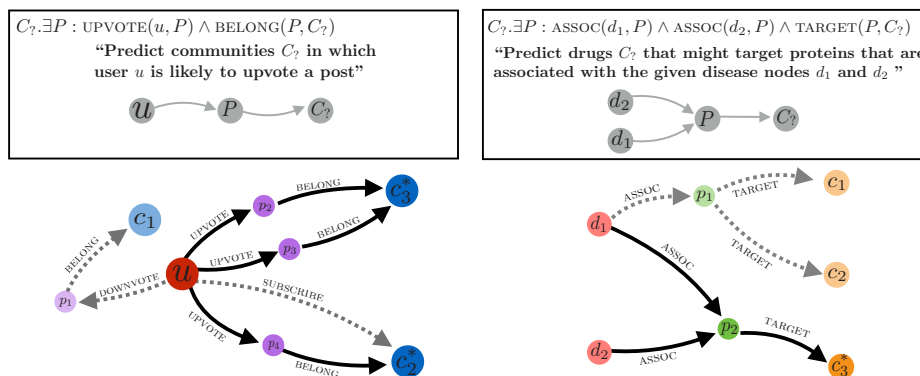 C?.∃P : UPVOTE(u, P) ∧ BELONG(P, C?)
"Predict communities C? in which
user u is likely to upvote a post"
u P C?
C?.∃P : ASSOC(d1, P) ∧ ASSOC(d2, P) ∧ TARGET(P, C?)
"Predict drugs C? that might target proteins that are
associated with the given disease nodes d1 and d2 "
d2
P C?
d1
BELONG
c3*
UPVOTE p2
c1
BELONG
BELONG
UPVOTE p3
u
DOWNVOTE
p1
SUBSCRIBE
UPVOTE
p4
BELONG
c2*
c1
ASSOC p1 TARGET
d1
TARGET
ASSOC
c2
p2 TARGET
d2
ASSOC
c3*